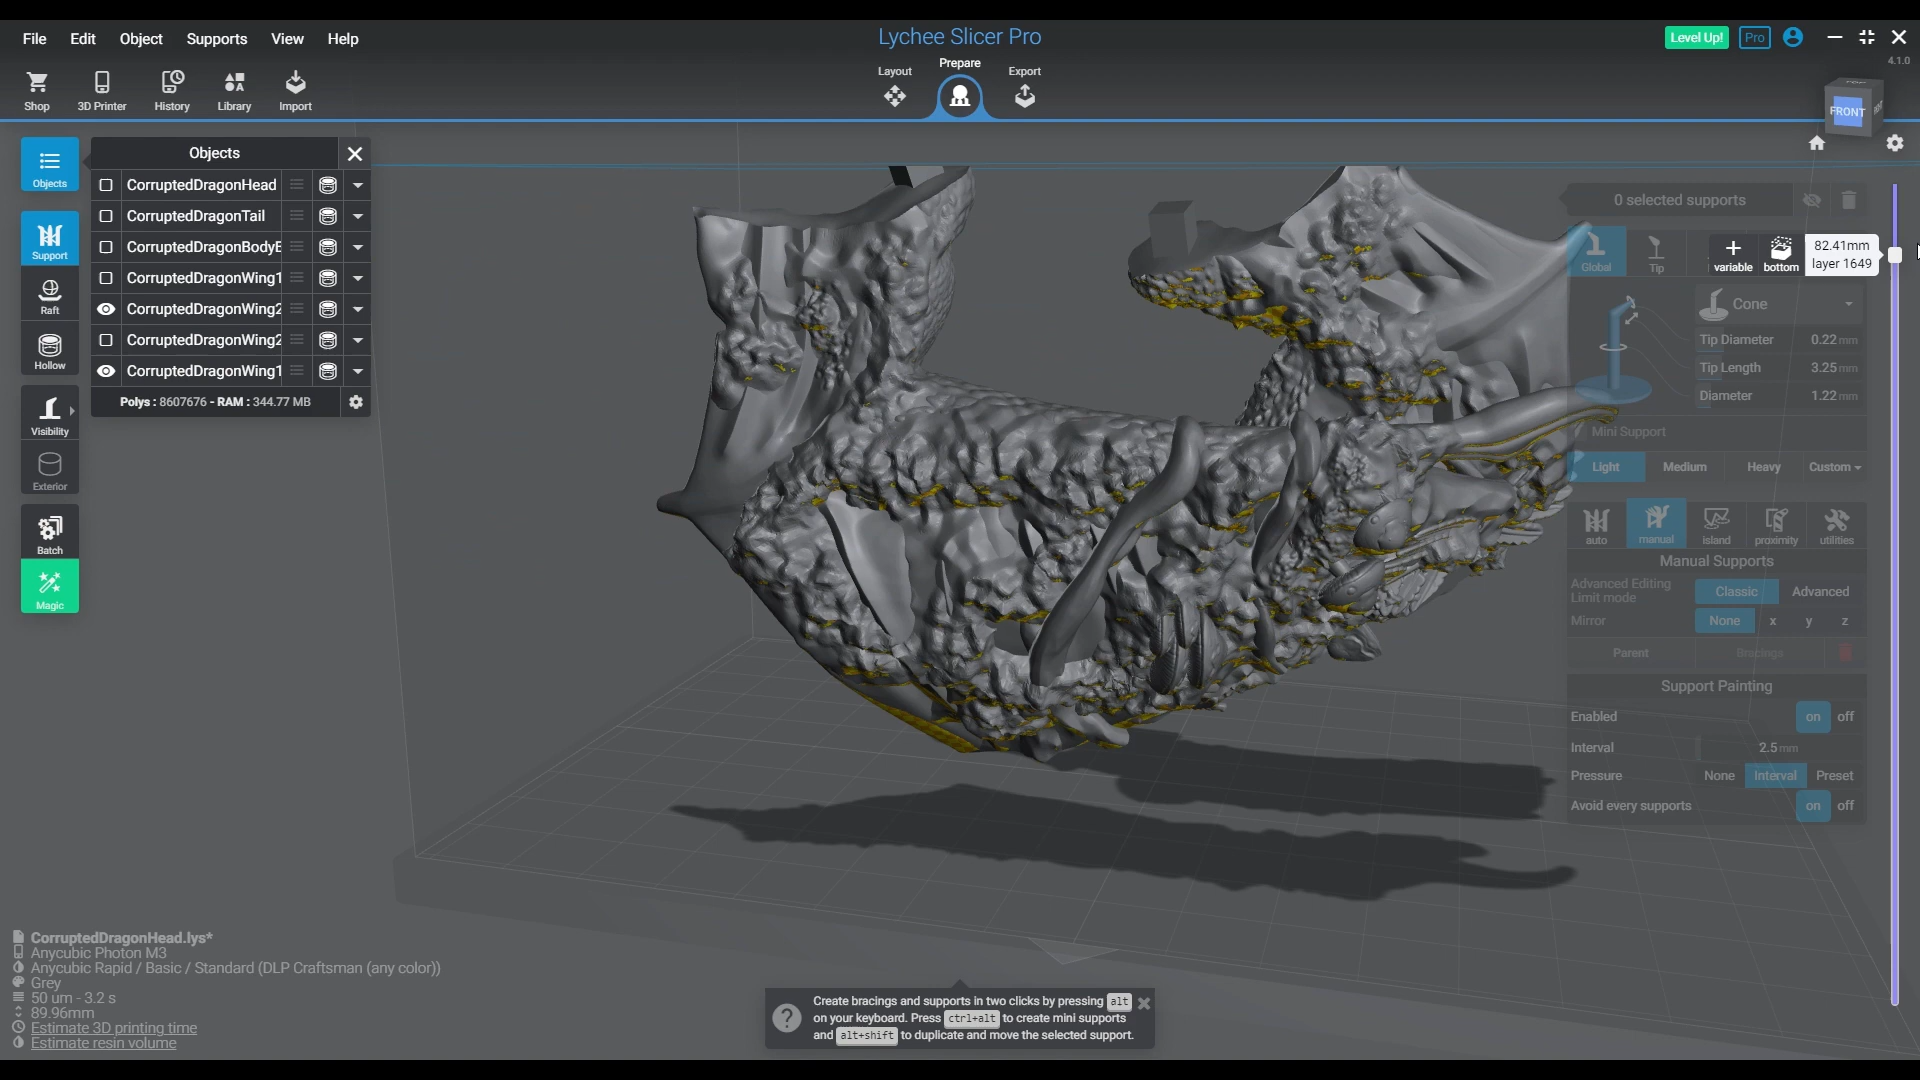 File Edit Object Supports View Help
Lychee Slicer Pro
Level Up! Pro
4.1.0
Shop 3D Printer History Library Import
Layout Prepare Export
FRONT
Objects
Support
Raft
Hollow
Visibility
Exterior
Batch
Magic
Objects
CorruptedDragonHead
CorruptedDragonTail
CorruptedDragonBodyE
CorruptedDragonWing1
CorruptedDragonWing2
CorruptedDragonWing2
CorruptedDragonWing1
Polys : 8607676 - RAM : 344.77 MB
0 selected supports
Global Tip variable bottom
82.41mm
layer 1649
Cone
Tip Diameter 0.22 mm
Tip Length 3.25 mm
Diameter 1.22 mm
Mini Support
Light Medium Heavy Custom
auto manual island proximity utilities
Manual Supports
Advanced Editing
Limit mode
Classic Advanced
Mirror None x y z
Parent Bracings
Support Painting
Enabled on off
Interval 2.5 mm
Pressure None Interval Preset
Avoid every supports on off
CorruptedDragonHead.lys*
Anycubic Photon M3
Anycubic Rapid / Basic / Standard (DLP Craftsman (any color))
Grey
50 um - 3.2 s
89.96mm
Estimate 3D printing time
Estimate resin volume
Create bracings and supports in two clicks by pressing alt
on your keyboard. Press ctrl+alt to create mini supports
and alt+shift to duplicate and move the selected support.